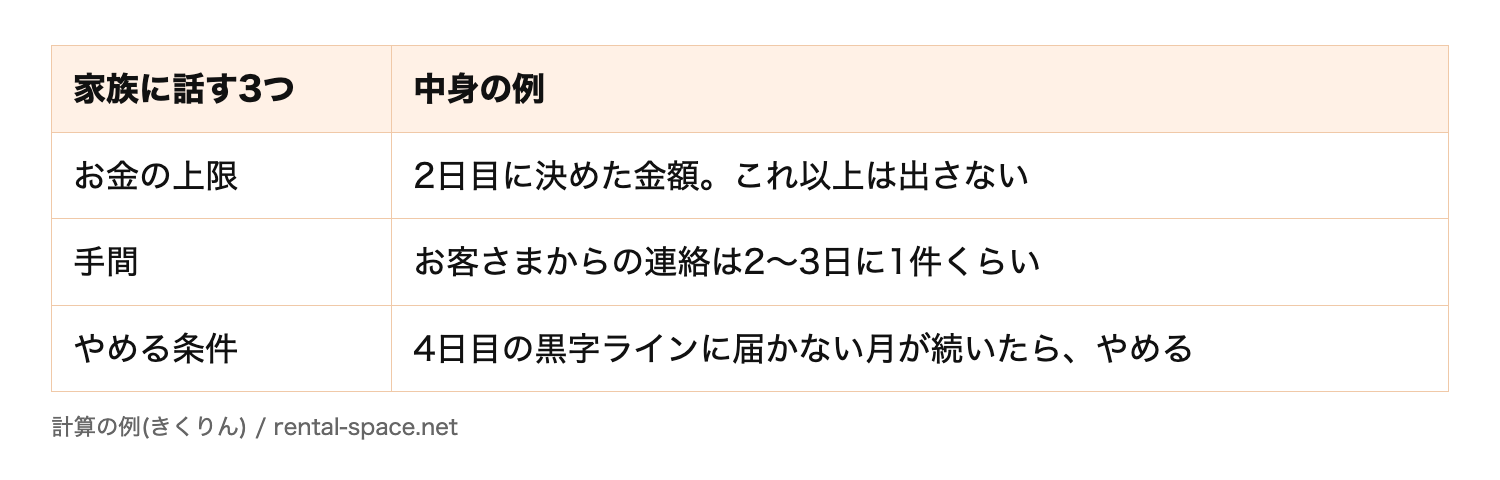 家族に話す3つ 中身の例
お金の上限 2日目に決めた金額。これ以上は出さない
手間 お客さまからの連絡は2〜3日に1件くらい
やめる条件 4日目の黒字ラインに届かない月が続いたら、やめる
計算の例(きくりん) / rental-space.net